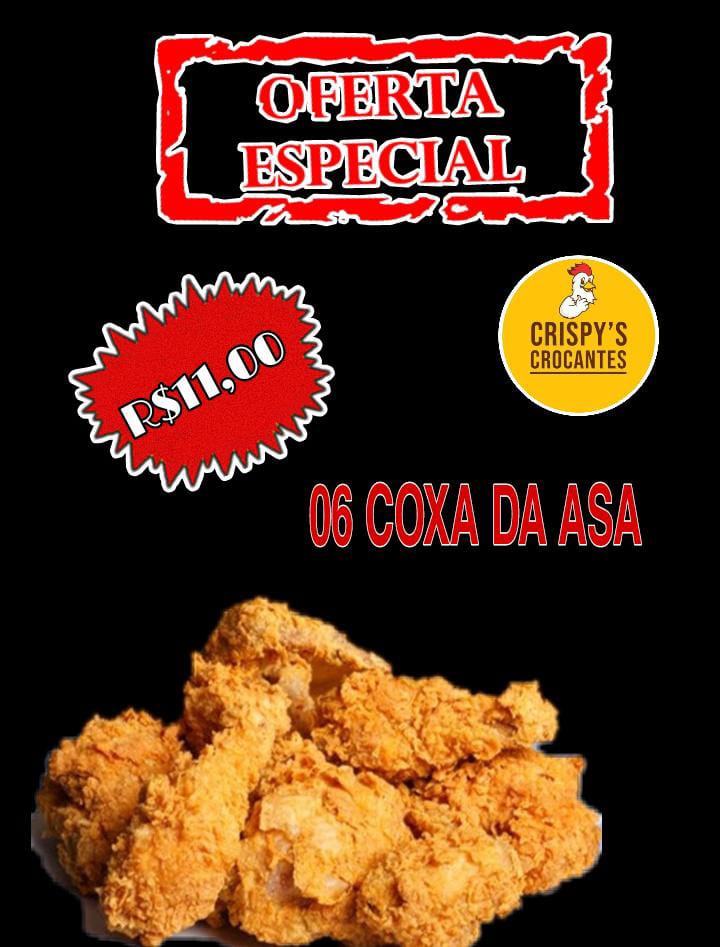 OFERTA
ESPECIAL
R$11,00
CRISPY'S
CROCANTES
06 COXA DA ASA